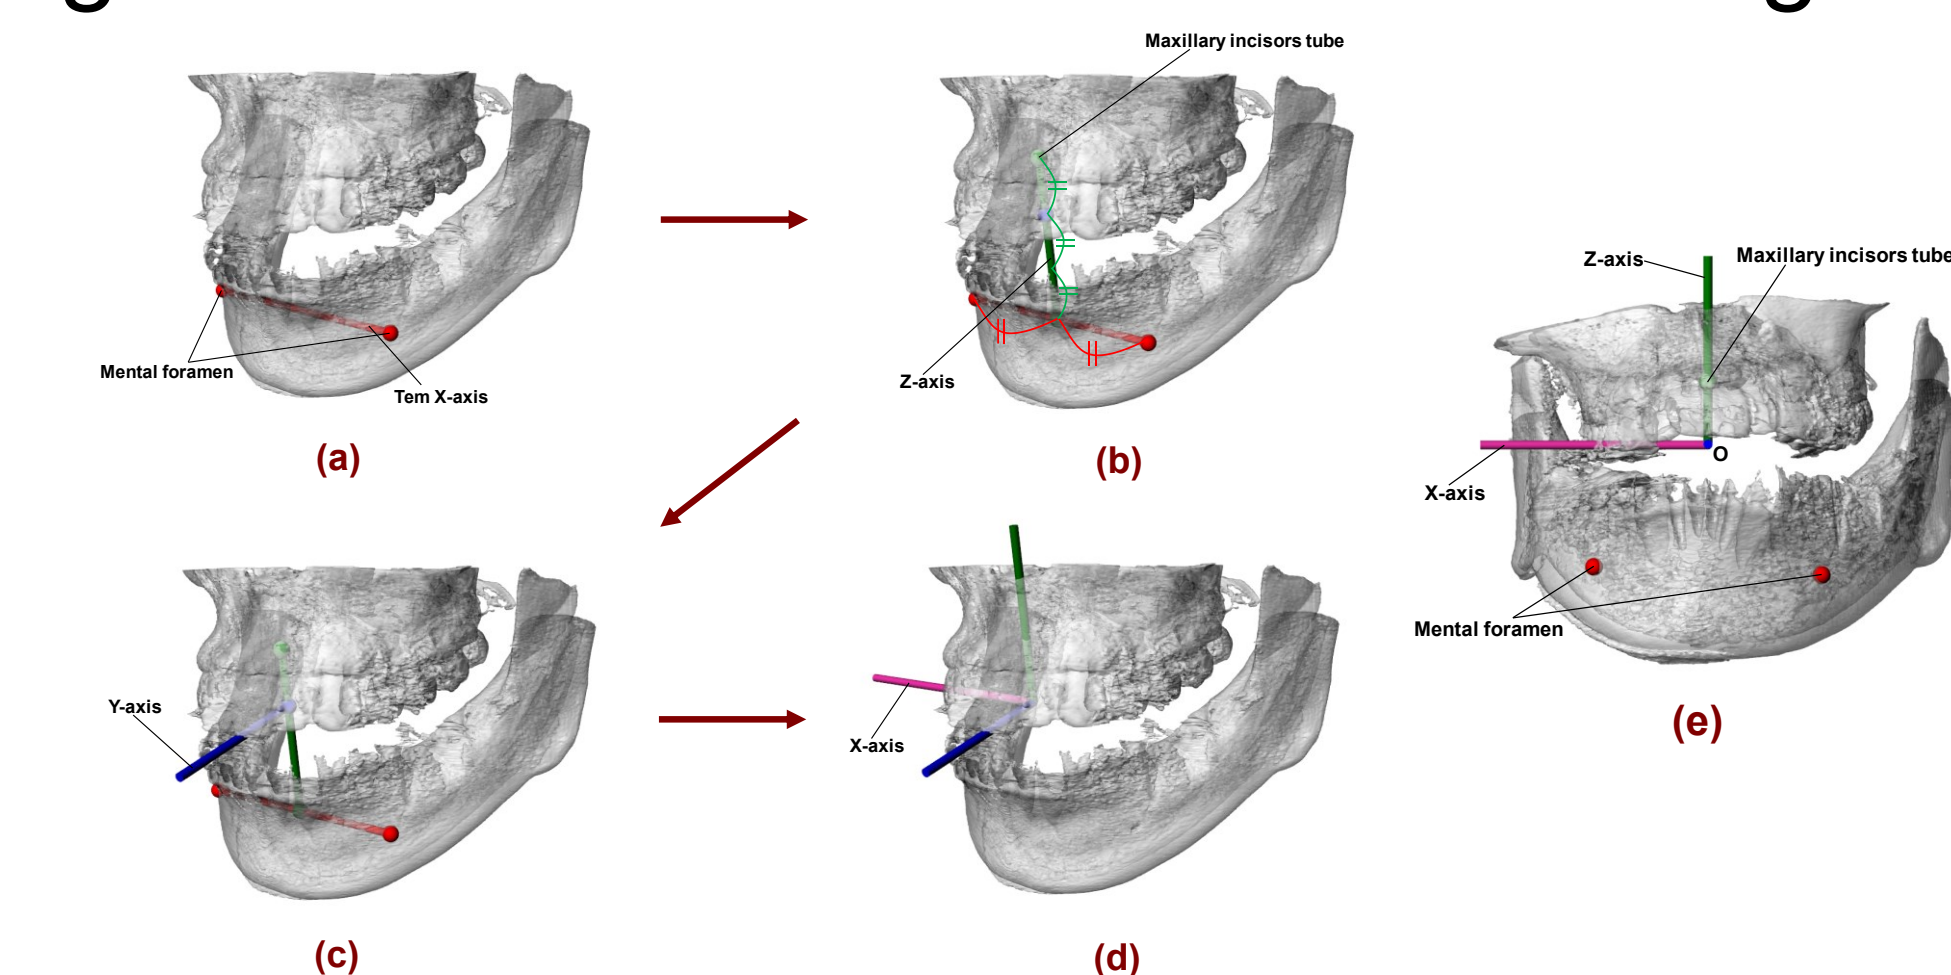 Mental foramen
Tem X-axis
(a)
Maxillary incisors tube
Z-axis
(b)
Y-axis
(c)
X-axis
(d)
Z-axis
Maxillary incisors tube
O
X-axis
Mental foramen
(e)